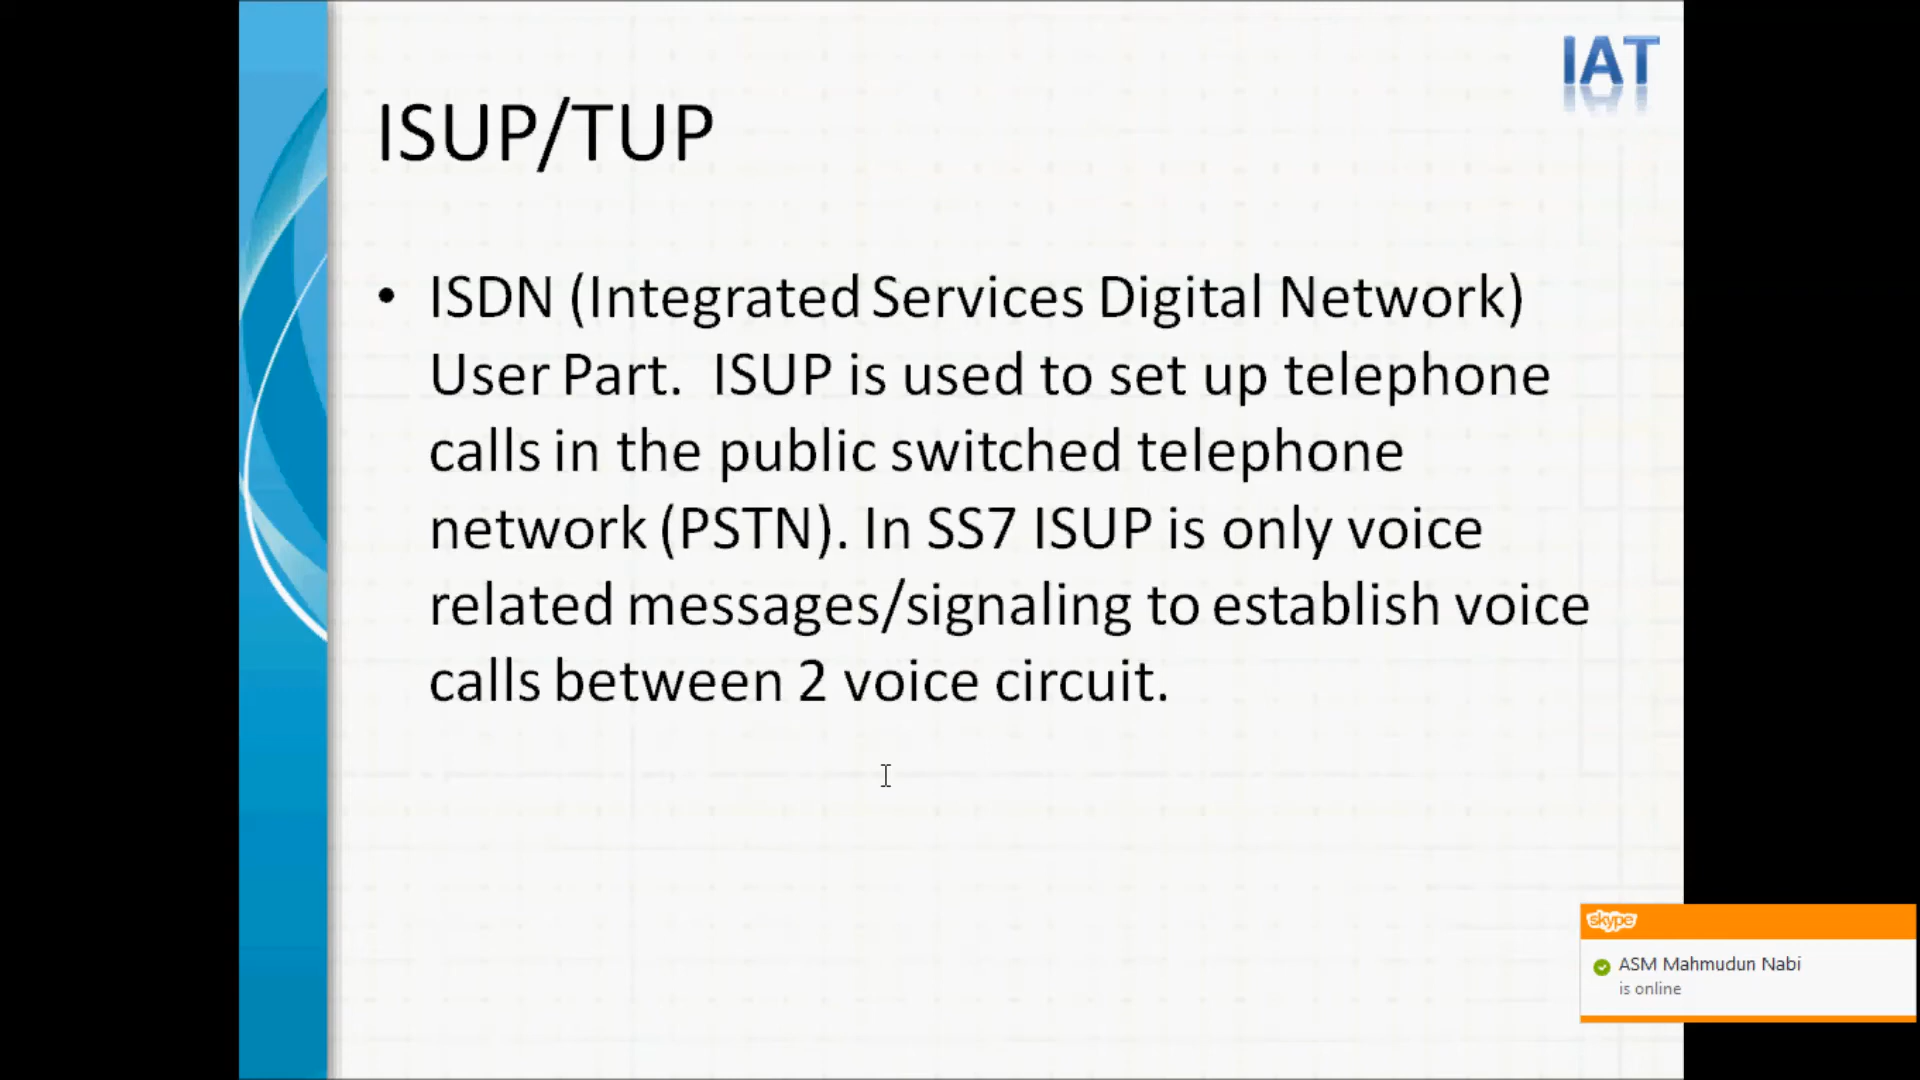 IAT
ISUP/TUP
• ISDN (Integrated Services Digital Network)
User Part.  ISUP is used to set up telephone
calls in the public switched telephone
network (PSTN). In SS7 ISUP is only voice
related messages/signaling to establish voice
calls between 2 voice circuit.
skype
ASM Mahmudun Nabi
is online